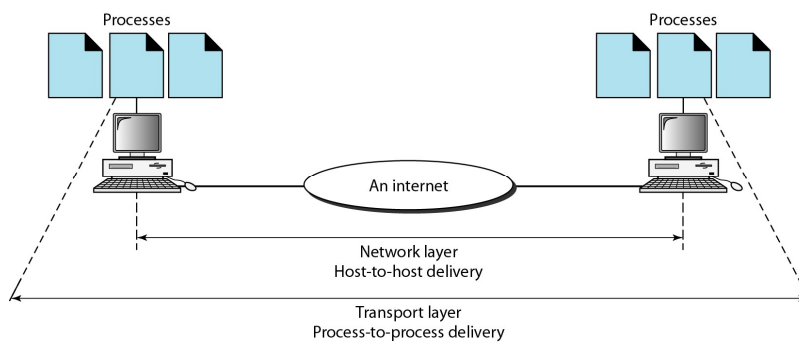 Processes
Processes
An internet
Network layer
Host-to-host delivery
Transport layer
Process-to-process delivery